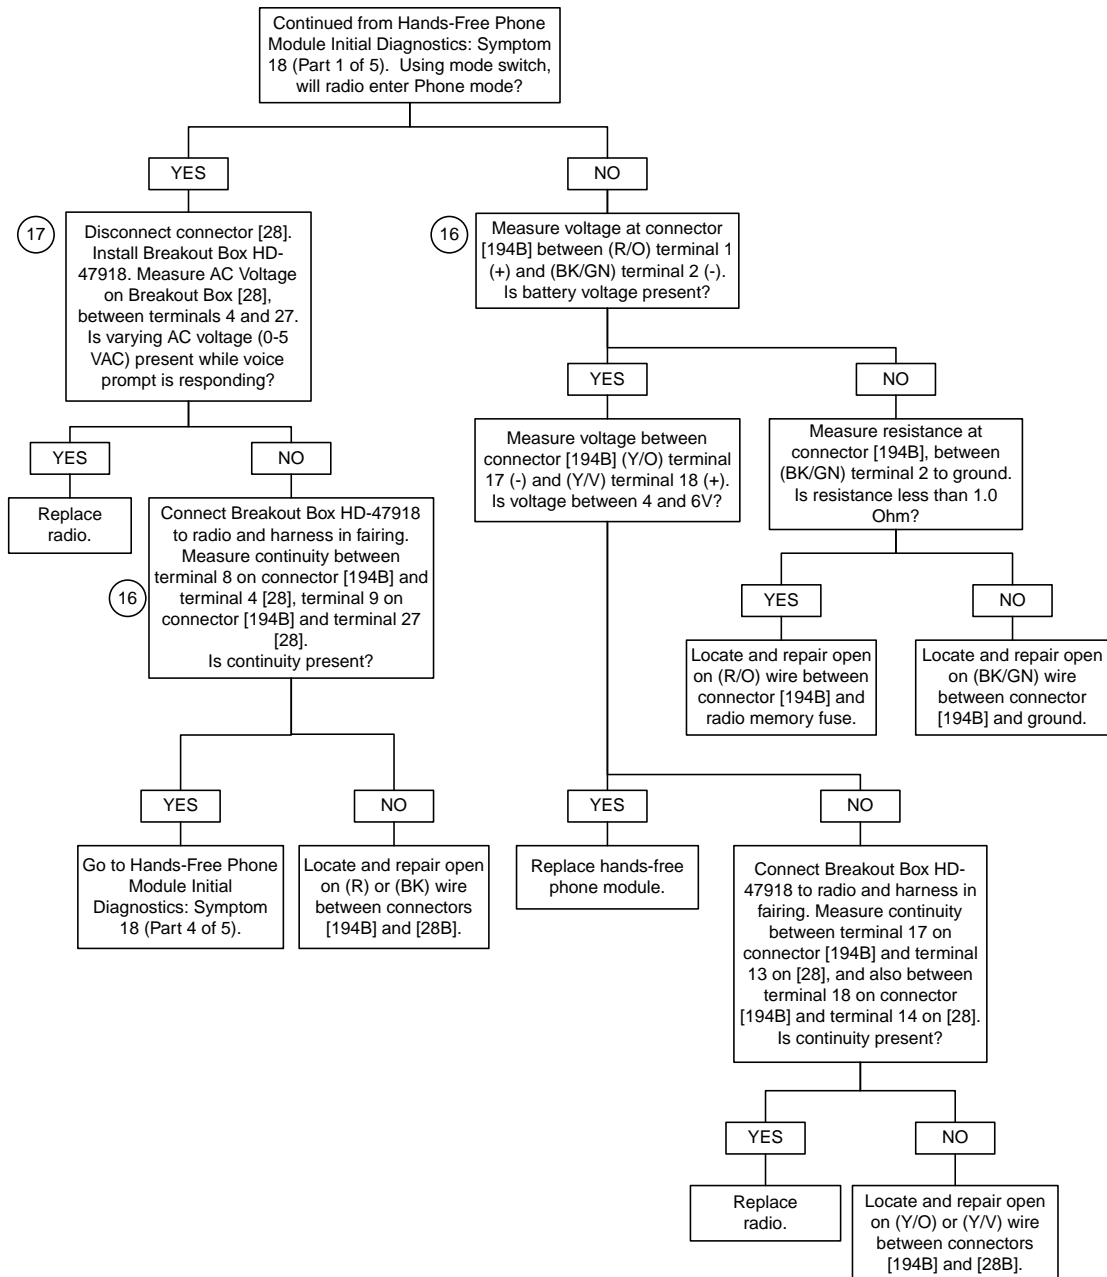 Continued from Hands-Free Phone
Module Initial Diagnostics: Symptom
18 (Part 1 of 5). Using mode switch,
will radio enter Phone mode?
YES
NO
17
Disconnect connector [28].
Install Breakout Box HD-
47918. Measure AC Voltage
on Breakout Box [28],
between terminals 4 and 27.
Is varying AC voltage (0-5
VAC) present while voice
prompt is responding?
16
Measure voltage at connector
[194B] between (R/O) terminal 1
(+) and (BK/GN) terminal 2 (-).
Is battery voltage present?
YES
NO
YES
NO
Replace
radio.
Connect Breakout Box HD-47918
to radio and harness in fairing.
Measure continuity between
terminal 8 on connector [194B] and
terminal 4 [28], terminal 9 on
connector [194B] and terminal 27
[28].
Is continuity present?
16
Measure voltage between
connector [194B] (Y/O) terminal
17 (-) and (Y/V) terminal 18 (+).
Is voltage between 4 and 6V?
Measure resistance at
connector [194B], between
(BK/GN) terminal 2 to ground.
Is resistance less than 1.0
Ohm?
YES
NO
Locate and repair open
on (R/O) wire between
connector [194B] and
radio memory fuse.
Locate and repair open
on (BK/GN) wire
between connector
[194B] and ground.
YES
NO
YES
NO
Go to Hands-Free Phone
Module Initial
Diagnostics: Symptom
18 (Part 4 of 5).
Locate and repair open
on (R) or (BK) wire
between connectors
[194B] and [28B].
Replace hands-free
phone module.
Connect Breakout Box HD-
47918 to radio and harness in
fairing. Measure continuity
between terminal 17 on
connector [194B] and terminal
13 on [28], and also between
terminal 18 on connector
[194B] and terminal 14 on [28].
Is continuity present?
YES
NO
Replace
radio.
Locate and repair open
on (Y/O) or (Y/V) wire
between connectors
[194B] and [28B].